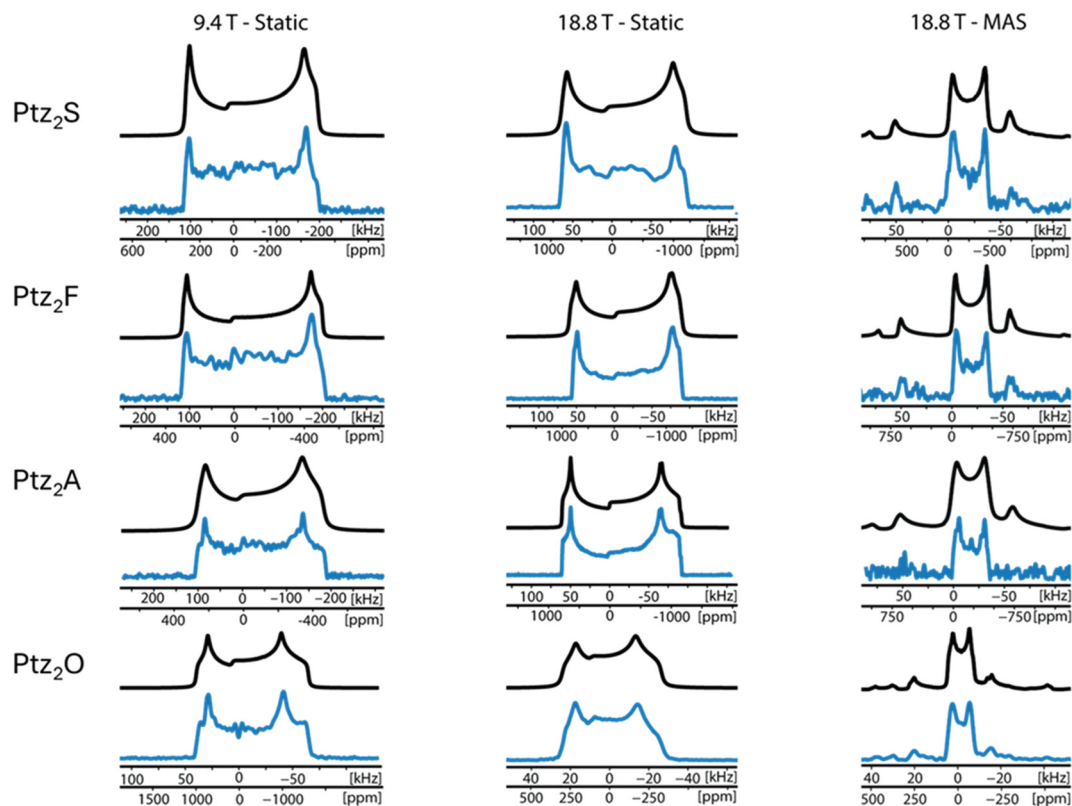 9.4 T - Static 18.8 T - Static 18.8 T - MAS
Ptz₂S
200 100 0 -100 -200 [kHz] 100 50 0 -50 [kHz] 50 0 -50 [kHz]
600 200 0 -200 [ppm] 1000 0 -1000 [ppm] 500 0 -500 [ppm]
Ptz₂F
200 100 0 −100 −200 [kHz] 100 50 0 −50 [kHz] 50 0 −50 [kHz]
400 0 -400 [ppm] 1000 0 −1000 [ppm] 750 0 −750 [ppm]
Ptz₂A
200 100 0 −100 −200 [kHz] 100 50 0 −50 [kHz] 50 0 −50 [kHz]
400 0 -400 [ppm] 1000 0 -1000 [ppm] 750 0 −750 [ppm]
Ptz₂O
100 50 0 −50 [kHz] 40 20 0 −20 −40 [kHz] 40 20 0 −20 [kHz]
1500 1000 0 −1000 [ppm] 500 250 0 −250 [ppm] 500 250 0 −250 [ppm]